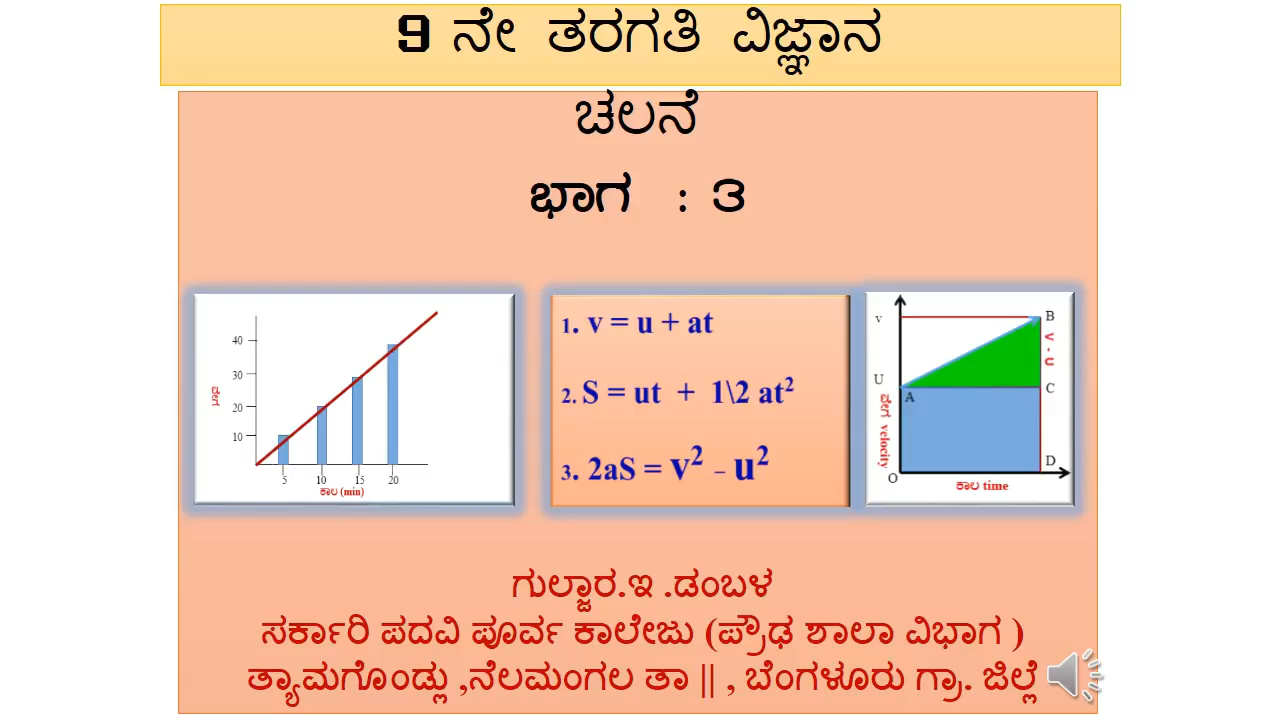 9 ನೇ ತರಗತಿ ವಿಜ್ಞಾನ
ಚಲನೆ
ಭಾಗ : 3
40
30
20
10
ವೇಗ
5 10 15 20
ಕಾಲ (min)
1. v = u + at
2. S = ut + 1\2 at²
3. 2aS = v² – u²
v
B
V - U
U
A
C
ವೇಗ velocity
D
O
ಕಾಲ time
ಗುಲ್ಜಾರ.ಇ .ಡಂಬಳ
ಸರ್ಕಾರಿ ಪದವಿ ಪೂರ್ವ ಕಾಲೇಜು (ಪ್ರೌಢ ಶಾಲಾ ವಿಭಾಗ )
ತ್ಯಾಮಗೊಂಡ್ಲು ,ನೆಲಮಂಗಲ ತಾ || , ಬೆಂಗಳೂರು ಗ್ರಾ. ಜಿಲ್ಲೆ